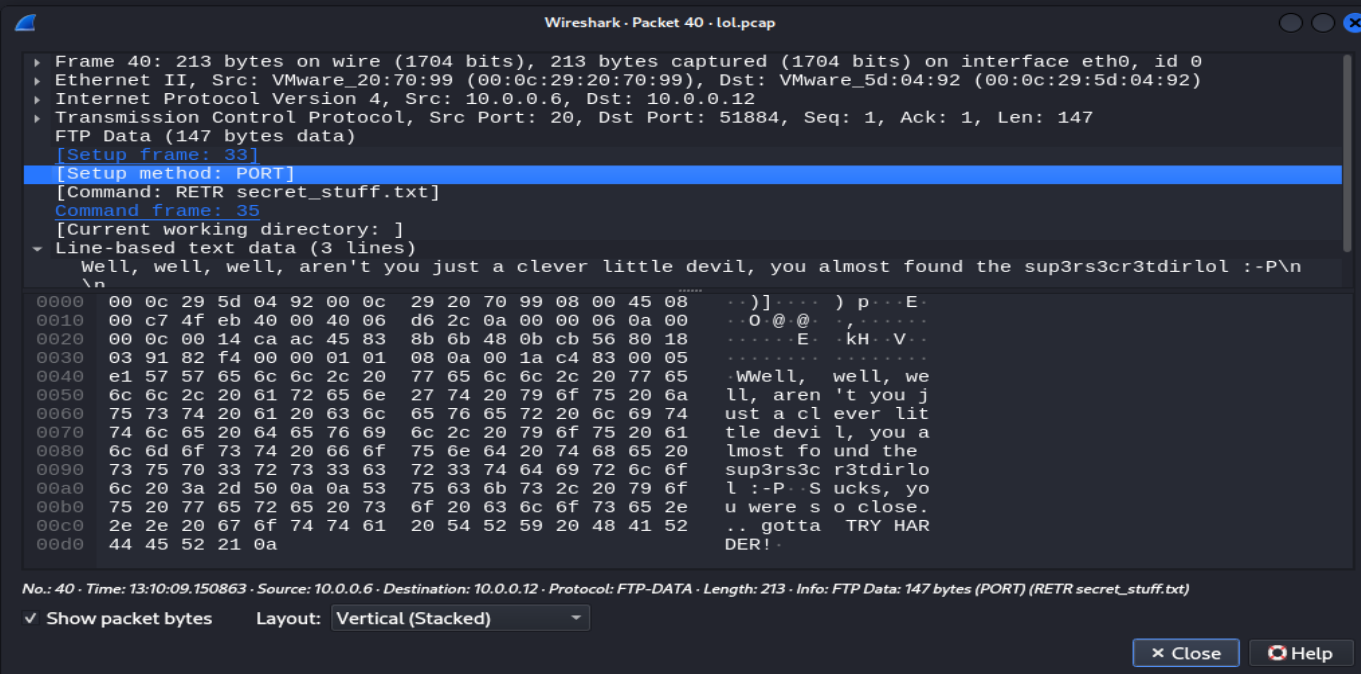 Wireshark · Packet 40 · lol.pcap
Frame 40: 213 bytes on wire (1704 bits), 213 bytes captured (1704 bits) on interface eth0, id 0
Ethernet II, Src: VMware_20:70:99 (00:0c:29:20:70:99), Dst: VMware_5d:04:92 (00:0c:29:5d:04:92)
Internet Protocol Version 4, Src: 10.0.0.6, Dst: 10.0.0.12
Transmission Control Protocol, Src Port: 20, Dst Port: 51884, Seq: 1, Ack: 1, Len: 147
FTP Data (147 bytes data)
[Setup frame: 33]
[Setup method: PORT]
[Command: RETR secret_stuff.txt]
Command frame: 35
[Current working directory: ]
Line-based text data (3 lines)
Well, well, well, aren't you just a clever little devil, you almost found the sup3rs3cr3tdirlol :-P\n
\n
0000 00 0c 29 5d 04 92 00 0c 29 20 70 99 08 00 45 08 ··)]···· ) p···E·
0010 00 c7 4f eb 40 00 40 06 d6 2c 0a 00 00 06 0a 00 ··O·@·@· ·,······
0020 00 0c 00 14 ca ac 45 83 8b 6b 48 0b cb 56 80 18 ······E· ·kH··V··
0030 03 91 82 f4 00 00 01 01 08 0a 00 1a c4 83 00 05 ········ ········
0040 e1 57 57 65 6c 6c 2c 20 77 65 6c 6c 2c 20 77 65 ·WWell, well, we
0050 6c 6c 2c 20 61 72 65 6e 27 74 20 79 6f 75 20 6a ll, aren 't you j
0060 75 73 74 20 61 20 63 6c 65 76 65 72 20 6c 69 74 ust a cl ever lit
0070 74 6c 65 20 64 65 76 69 6c 2c 20 79 6f 75 20 61 tle devi l, you a
0080 6c 6d 6f 73 74 20 66 6f 75 6e 64 20 74 68 65 20 lmost fo und the
0090 73 75 70 33 72 73 33 63 72 33 74 64 69 72 6c 6f sup3rs3c r3tdirlo
00a0 6c 20 3a 2d 50 0a 0a 53 75 63 6b 73 2c 20 79 6f l :-P··S ucks, yo
00b0 75 20 77 65 72 65 20 73 6f 20 63 6c 6f 73 65 2e u were s o close.
00c0 2e 2e 20 67 6f 74 74 61 20 54 52 59 20 48 41 52 .. gotta TRY HAR
00d0 44 45 52 21 0a DER!·
No.: 40 · Time: 13:10:09.150863 · Source: 10.0.0.6 · Destination: 10.0.0.12 · Protocol: FTP-DATA · Length: 213 · Info: FTP Data: 147 bytes (PORT) (RETR secret_stuff.txt)
✓ Show packet bytes Layout: Vertical (Stacked)
× Close Help